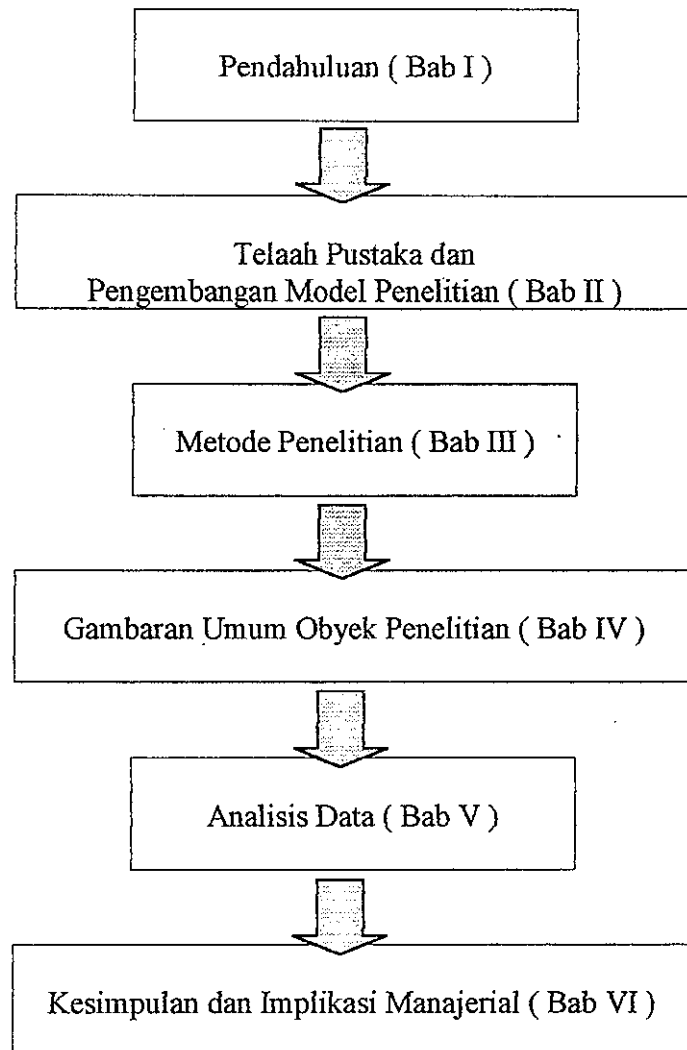 Pendahuluan ( Bab I )
Telaah Pustaka dan
Pengembangan Model Penelitian ( Bab II )
Metode Penelitian ( Bab III )
Gambaran Umum Obyek Penelitian ( Bab IV )
Analisis Data ( Bab V )
Kesimpulan dan Implikasi Manajerial ( Bab VI )